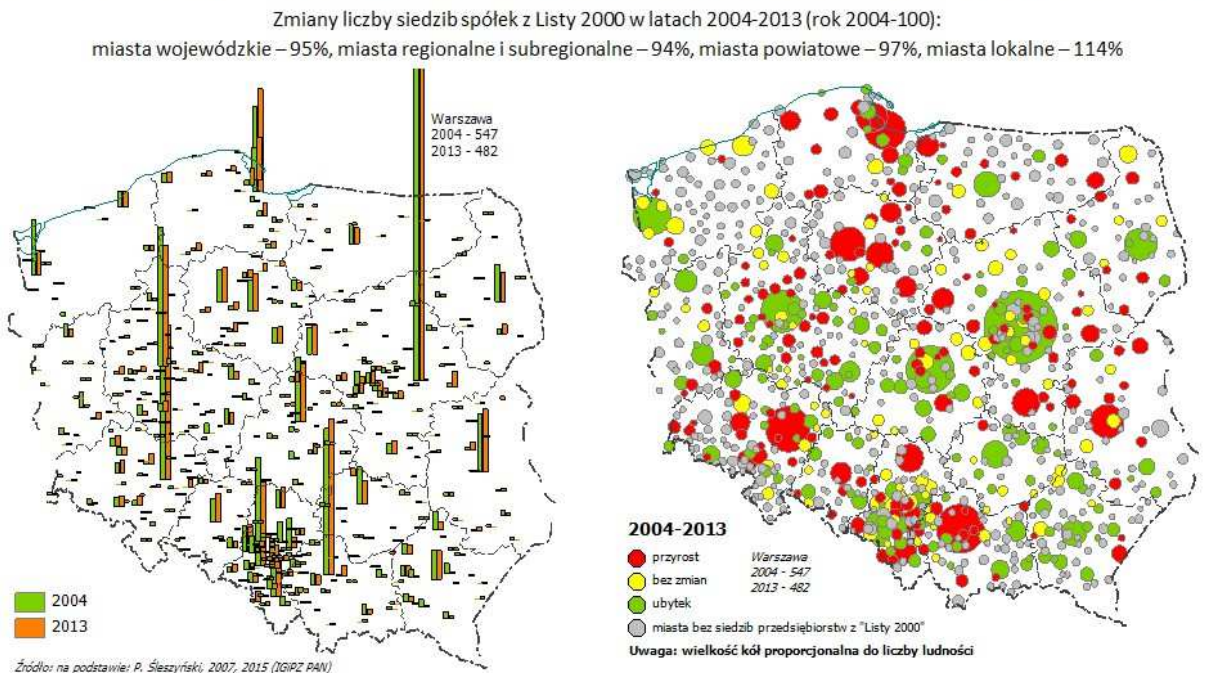 Zmiany liczby siedzib spółek z Listy 2000 w latach 2004-2013 (rok 2004-100):
miasta wojewódzkie – 95%, miasta regionalne i subregionalne – 94%, miasta powiatowe – 97%, miasta lokalne – 114%
Warszawa
2004 - 547
2013 - 482
2004
2013
Źródło: na podstawie: P. Śleszyński, 2007, 2015 (IGiPZ PAN)
2004-2013
przyrost
bez zmian
ubytek
miasta bez siedzib przedsiębiorstw z "Listy 2000"
Warszawa
2004 - 547
2013 - 482
Uwaga: wielkość kół proporcjonalna do liczby ludności